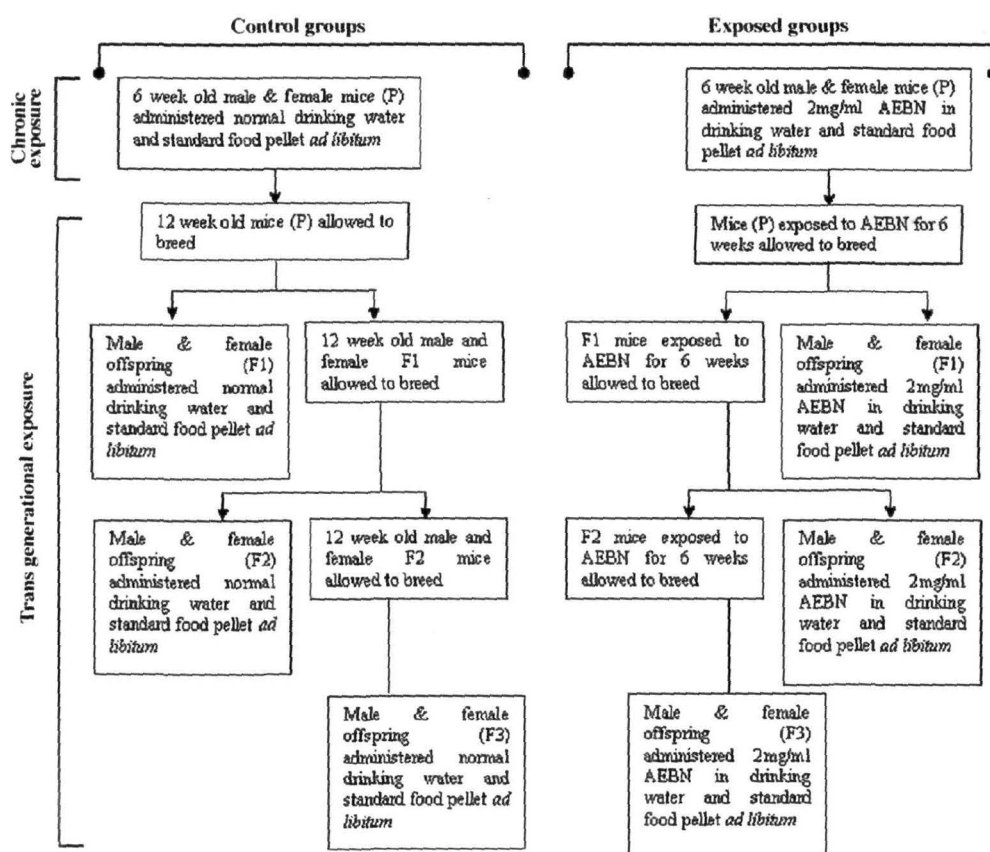 Control groups
Exposed groups
Chronic
exposure
6 week old male & female mice (P)
administered normal drinking water
and standard food pellet ad libitum
6 week old male & female mice (P)
administered 2mg/ml AEBN in
drinking water and standard food
pellet ad libitum
Trans generational exposure
12 week old mice (P) allowed to
breed
Mice (P) exposed to AEBN for 6
weeks allowed to breed
Male & female
offspring (F1)
administered normal
drinking water and
standard food pellet ad
libitum
12 week old male and
female F1 mice
allowed to breed
F1 mice exposed to
AEBN for 6 weeks
allowed to breed
Male & female
offspring (F1)
administered 2mg/ml
AEBN in drinking
water and standard
food pellet ad libitum
Male & female
offspring (F2)
administered normal
drinking water and
standard food pellet ad
libitum
12 week old male and
female F2 mice
allowed to breed
F2 mice exposed to
AEBN for 6 weeks
allowed to breed
Male & female
offspring (F2)
administered 2mg/ml
AEBN in drinking
water and standard
food pellet ad libitum
Male & female
offspring (F3)
administered normal
drinking water and
standard food pellet ad
libitum
Male & female
offspring (F3)
administered 2mg/ml
AEBN in drinking
water and standard
food pellet ad libitum